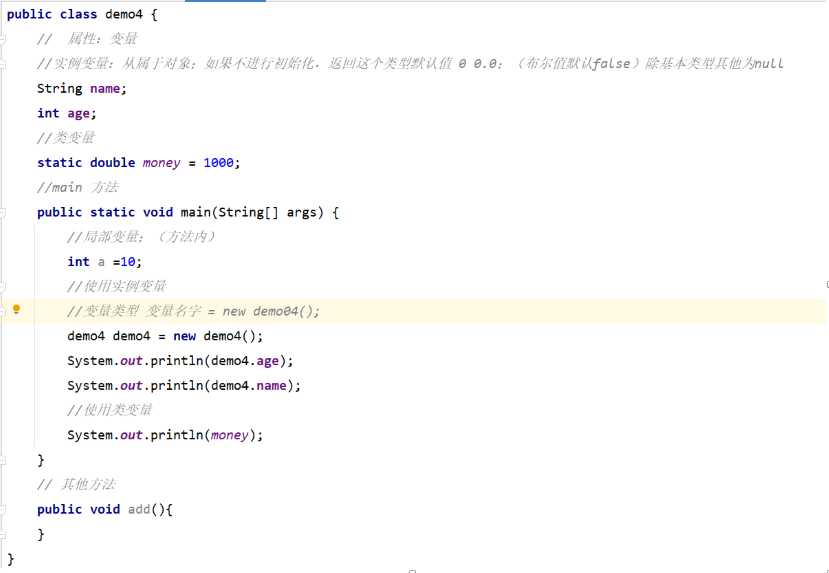 public class demo4 {
//  属性：变量
//实例变量：从属于对象；如果不进行初始化，返回这个类型默认值 0 0.0；（布尔值默认false）除基本类型其他为null
String name;
int age;
//类变量
static double money = 1000;
//main 方法
public static void main(String[] args) {
//局部变量；（方法内）
int a =10;
//使用实例变量
//变量类型 变量名字 = new demo04();
demo4 demo4 = new demo4();
System.out.println(demo4.age);
System.out.println(demo4.name);
//使用类变量
System.out.println(money);
}
// 其他方法
public void add(){
}
}